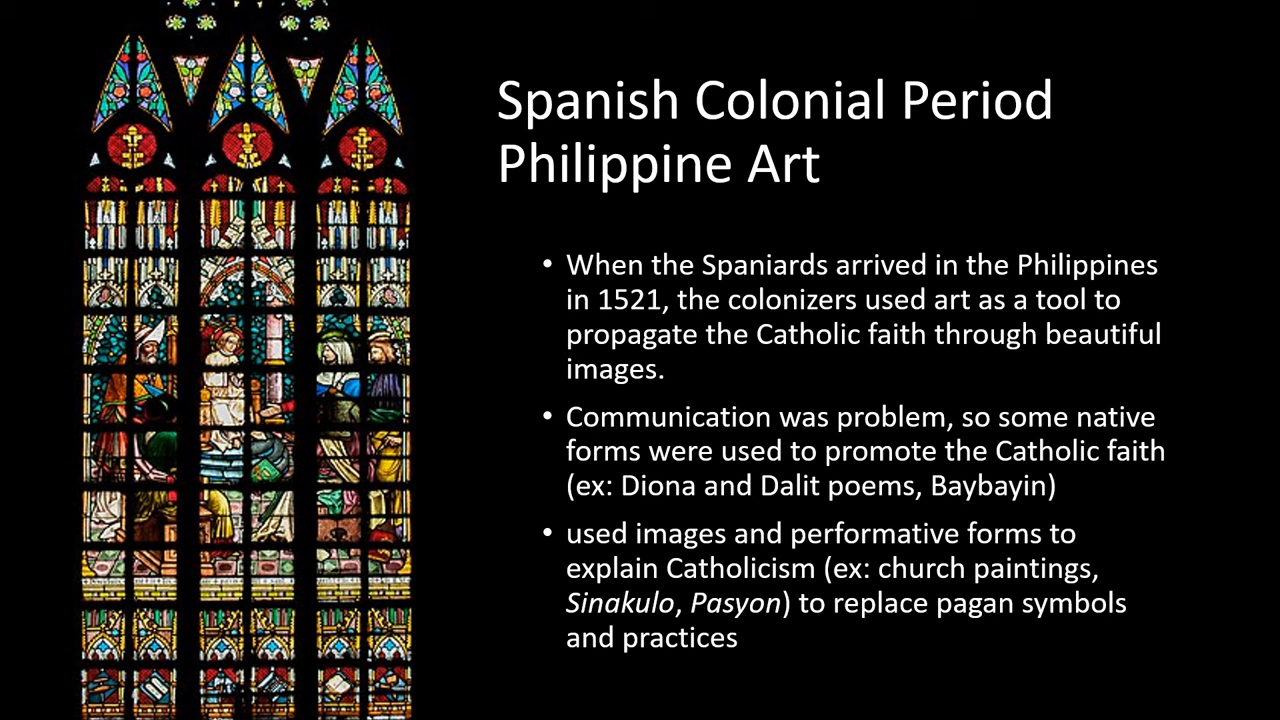 Spanish Colonial Period
Philippine Art
• When the Spaniards arrived in the Philippines
in 1521, the colonizers used art as a tool to
propagate the Catholic faith through beautiful
images.
• Communication was problem, so some native
forms were used to promote the Catholic faith
(ex: Diona and Dalit poems, Baybayin)
• used images and performative forms to
explain Catholicism (ex: church paintings,
Sinakulo, Pasyon) to replace pagan symbols
and practices